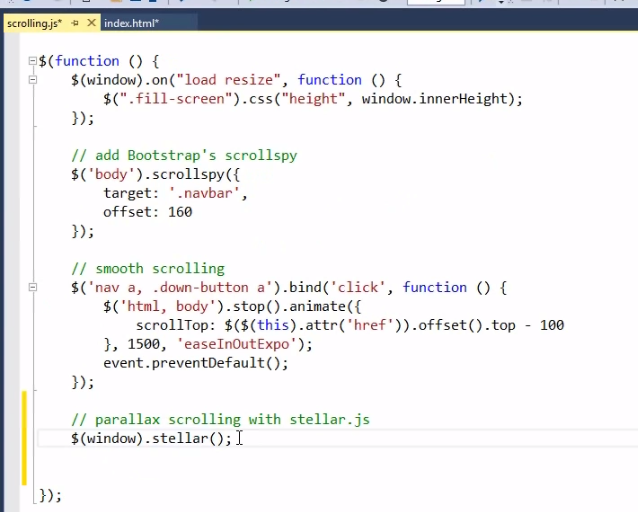 scrolling.js* index.html*
$(function () {
$(window).on("load resize", function () {
$(".fill-screen").css("height", window.innerHeight);
});
// add Bootstrap's scrollspy
$('body').scrollspy({
target: '.navbar',
offset: 160
});
// smooth scrolling
$('nav a, .down-button a').bind('click', function () {
$('html, body').stop().animate({
scrollTop: $($(this).attr('href')).offset().top - 100
}, 1500, 'easeInOutExpo');
event.preventDefault();
});
// parallax scrolling with stellar.js
$(window).stellar();
});